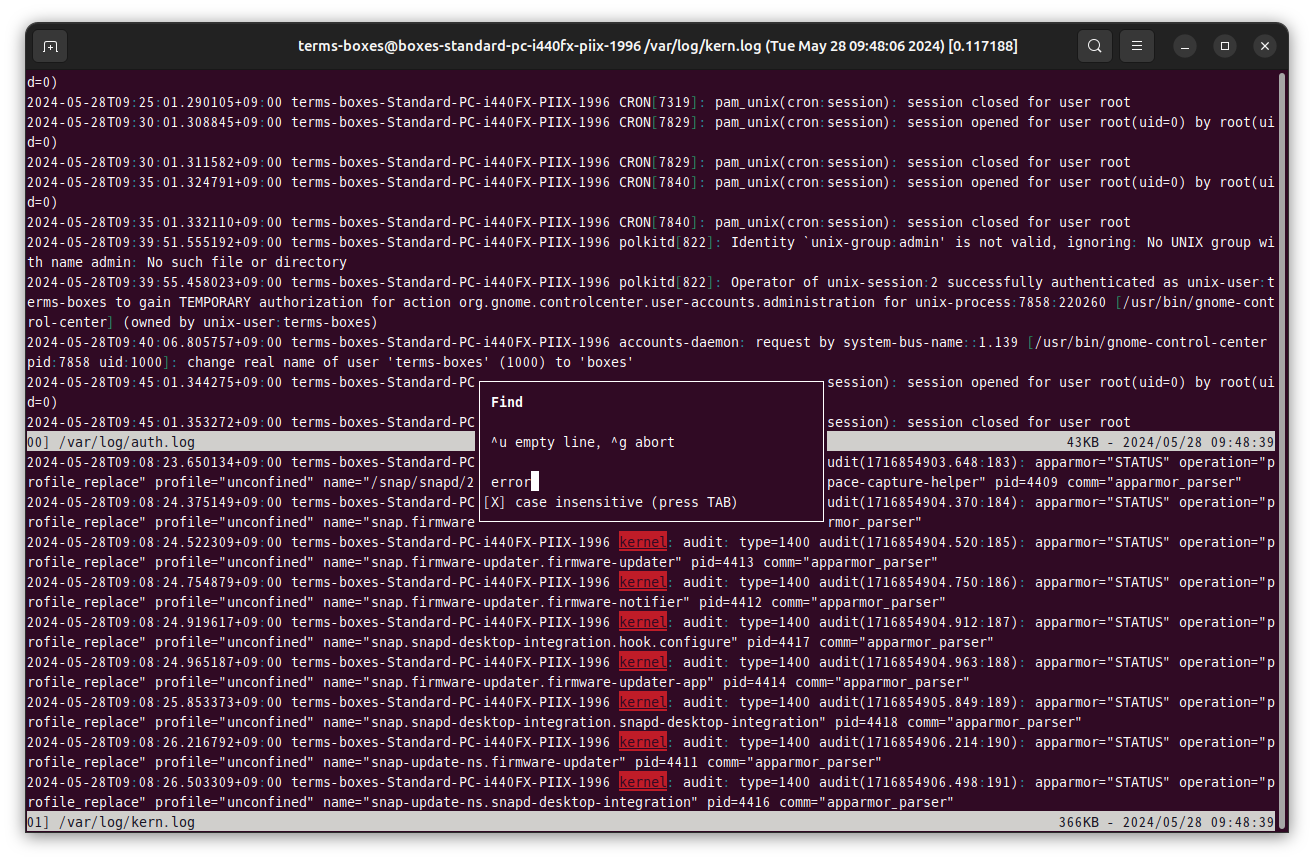 terms-boxes@boxes-standard-pc-i440fx-piix-1996 /var/log/kern.log (Tue May 28 09:48:06 2024) [0.117188]
d=0)
2024-05-28T09:25:01.290105+09:00 terms-boxes-Standard-PC-i440FX-PIIX-1996 CRON[7319]: pam_unix(cron:session): session closed for user root
2024-05-28T09:30:01.308845+09:00 terms-boxes-Standard-PC-i440FX-PIIX-1996 CRON[7829]: pam_unix(cron:session): session opened for user root(uid=0) by root(ui
d=0)
2024-05-28T09:30:01.311582+09:00 terms-boxes-Standard-PC-i440FX-PIIX-1996 CRON[7829]: pam_unix(cron:session): session closed for user root
2024-05-28T09:35:01.324791+09:00 terms-boxes-Standard-PC-i440FX-PIIX-1996 CRON[7840]: pam_unix(cron:session): session opened for user root(uid=0) by root(ui
d=0)
2024-05-28T09:35:01.332110+09:00 terms-boxes-Standard-PC-i440FX-PIIX-1996 CRON[7840]: pam_unix(cron:session): session closed for user root
2024-05-28T09:39:51.555192+09:00 terms-boxes-Standard-PC-i440FX-PIIX-1996 polkitd[822]: Identity `unix-group:admin' is not valid, ignoring: No UNIX group wi
th name admin: No such file or directory
2024-05-28T09:39:55.458023+09:00 terms-boxes-Standard-PC-i440FX-PIIX-1996 polkitd[822]: Operator of unix-session:2 successfully authenticated as unix-user:t
erms-boxes to gain TEMPORARY authorization for action org.gnome.controlcenter.user-accounts.administration for unix-process:7858:220260 [/usr/bin/gnome-cont
rol-center] (owned by unix-user:terms-boxes)
2024-05-28T09:40:06.805757+09:00 terms-boxes-Standard-PC-i440FX-PIIX-1996 accounts-daemon: request by system-bus-name::1.139 [/usr/bin/gnome-control-center
pid:7858 uid:1000]: change real name of user 'terms-boxes' (1000) to 'boxes'
2024-05-28T09:45:01.344275+09:00 terms-boxes-Standard-PC session): session opened for user root(uid=0) by root(ui
d=0)
2024-05-28T09:45:01.353272+09:00 terms-boxes-Standard-PC session): session closed for user root
00] /var/log/auth.log 43KB - 2024/05/28 09:48:39
Find
^u empty line, ^g abort
error
[X] case insensitive (press TAB)
2024-05-28T09:08:23.650134+09:00 terms-boxes-Standard-PC udit(1716854903.648:183): apparmor="STATUS" operation="p
rofile_replace" profile="unconfined" name="/snap/snapd/2 pace-capture-helper" pid=4409 comm="apparmor_parser"
2024-05-28T09:08:24.375149+09:00 terms-boxes-Standard-PC udit(1716854904.370:184): apparmor="STATUS" operation="p
rofile_replace" profile="unconfined" name="snap.firmware rmor_parser"
2024-05-28T09:08:24.522309+09:00 terms-boxes-Standard-PC-i440FX-PIIX-1996 kernel: audit: type=1400 audit(1716854904.520:185): apparmor="STATUS" operation="p
rofile_replace" profile="unconfined" name="snap.firmware-updater.firmware-updater" pid=4413 comm="apparmor_parser"
2024-05-28T09:08:24.754879+09:00 terms-boxes-Standard-PC-i440FX-PIIX-1996 kernel: audit: type=1400 audit(1716854904.750:186): apparmor="STATUS" operation="p
rofile_replace" profile="unconfined" name="snap.firmware-updater.firmware-notifier" pid=4412 comm="apparmor_parser"
2024-05-28T09:08:24.919617+09:00 terms-boxes-Standard-PC-i440FX-PIIX-1996 kernel: audit: type=1400 audit(1716854904.912:187): apparmor="STATUS" operation="p
rofile_replace" profile="unconfined" name="snap.snapd-desktop-integration.hook.configure" pid=4417 comm="apparmor_parser"
2024-05-28T09:08:24.965187+09:00 terms-boxes-Standard-PC-i440FX-PIIX-1996 kernel: audit: type=1400 audit(1716854904.963:188): apparmor="STATUS" operation="p
rofile_replace" profile="unconfined" name="snap.firmware-updater.firmware-updater-app" pid=4414 comm="apparmor_parser"
2024-05-28T09:08:25.853373+09:00 terms-boxes-Standard-PC-i440FX-PIIX-1996 kernel: audit: type=1400 audit(1716854905.849:189): apparmor="STATUS" operation="p
rofile_replace" profile="unconfined" name="snap.snapd-desktop-integration.snapd-desktop-integration" pid=4418 comm="apparmor_parser"
2024-05-28T09:08:26.216792+09:00 terms-boxes-Standard-PC-i440FX-PIIX-1996 kernel: audit: type=1400 audit(1716854906.214:190): apparmor="STATUS" operation="p
rofile_replace" profile="unconfined" name="snap-update-ns.firmware-updater" pid=4411 comm="apparmor_parser"
2024-05-28T09:08:26.503309+09:00 terms-boxes-Standard-PC-i440FX-PIIX-1996 kernel: audit: type=1400 audit(1716854906.498:191): apparmor="STATUS" operation="p
rofile_replace" profile="unconfined" name="snap-update-ns.snapd-desktop-integration" pid=4416 comm="apparmor_parser"
01] /var/log/kern.log 366KB - 2024/05/28 09:48:39